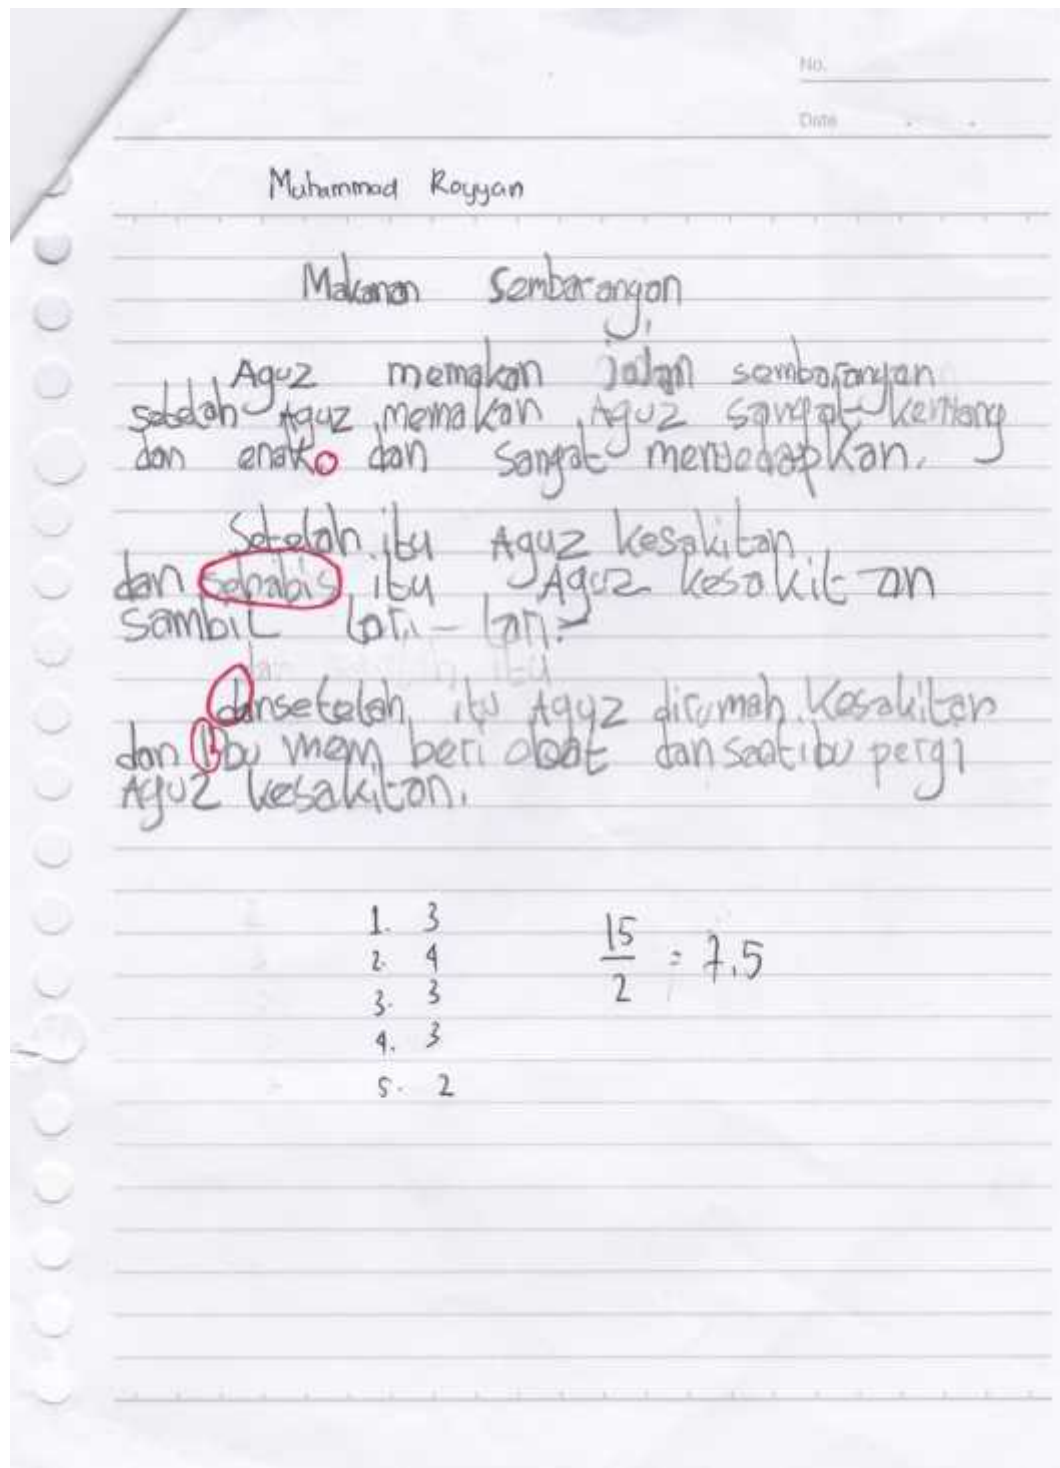 No.
Date
Muhammad Royyan
Makanan Sembarangan
Aguz memakan jalan sembarangan
setelah Aguz memakan Aguz sangat kenyang
dan enak dan sangat menyedapkan.
Setelah itu Aguz kesakitan
dan sehabis itu Aguz kesakitan
sambil lari-lari.
dan setelah itu
dansetelah itu Aguz dirumah kesakitan
dan Ibu mem beri obat dan saat ibu pergi
Aguz kesakitan.
1. 3
2. 4
3. 3
4. 3
5. 2
15/2 = 7,5